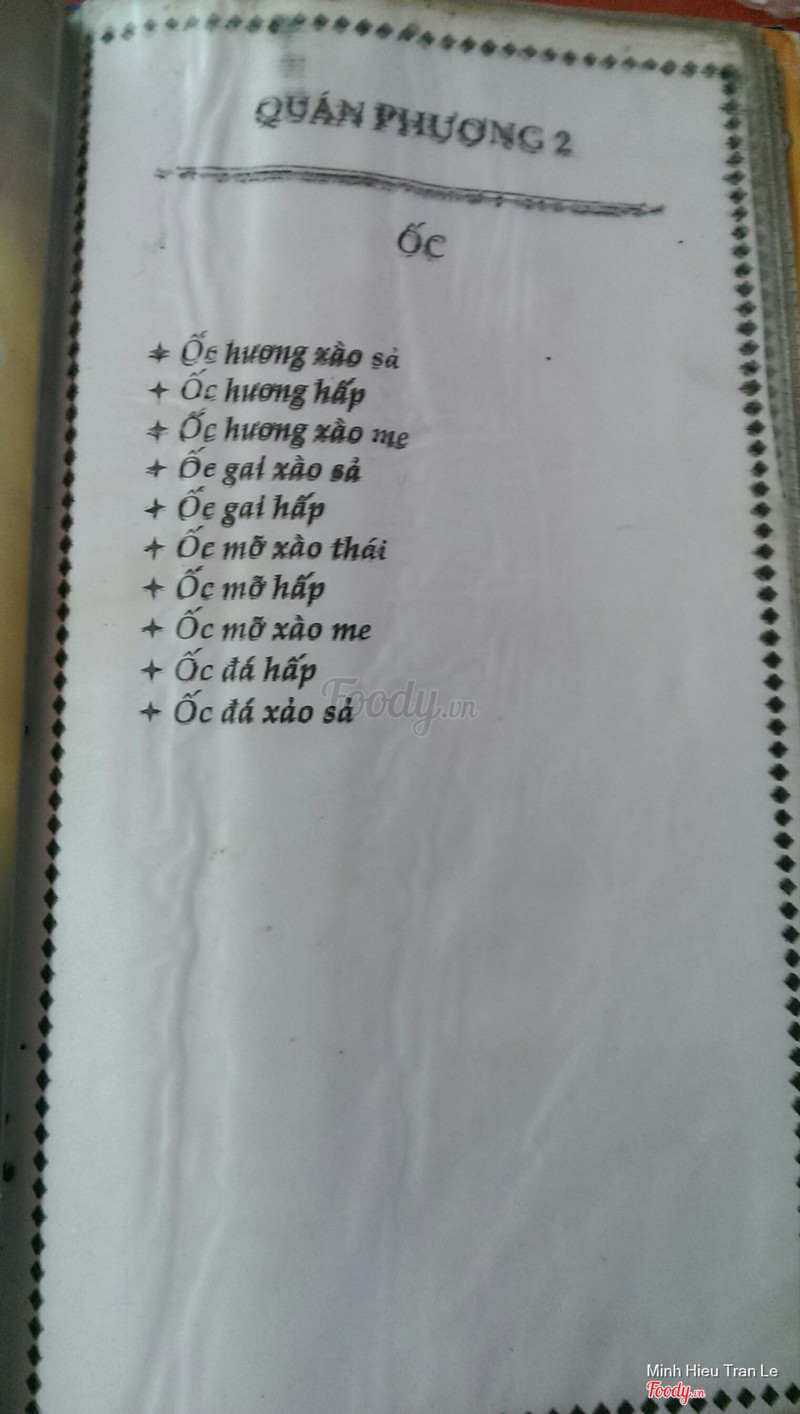 QUÁN PHƯỢNG 2
ỐC
Ốc hương xào sả
Ốc hương hấp
Ốc hương xào me
Ốc gai xào sả
Ốc gai hấp
Ốc mỡ xào thái
Ốc mỡ hấp
Ốc mỡ xào me
Ốc đá hấp
Ốc đá xảo sả
Foody.vn
Minh Hieu Tran Le
Foody.vn